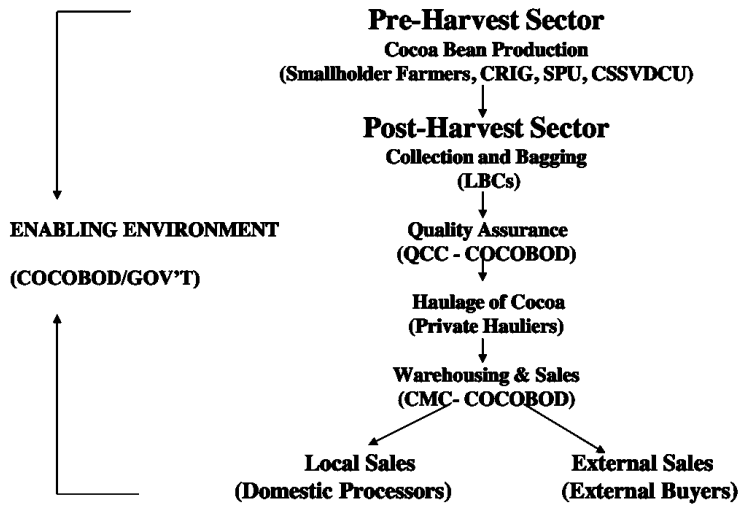 Pre-Harvest Sector
Cocoa Bean Production
(Smallholder Farmers, CRIG, SPU, CSSVDCU)
Post-Harvest Sector
Collection and Bagging
(LBCs)
ENABLING ENVIRONMENT
(COCOBOD/GOV'T)
Quality Assurance
(QCC - COCOBOD)
Haulage of Cocoa
(Private Hauliers)
Warehousing & Sales
(CMC- COCOBOD)
Local Sales
(Domestic Processors)
External Sales
(External Buyers)